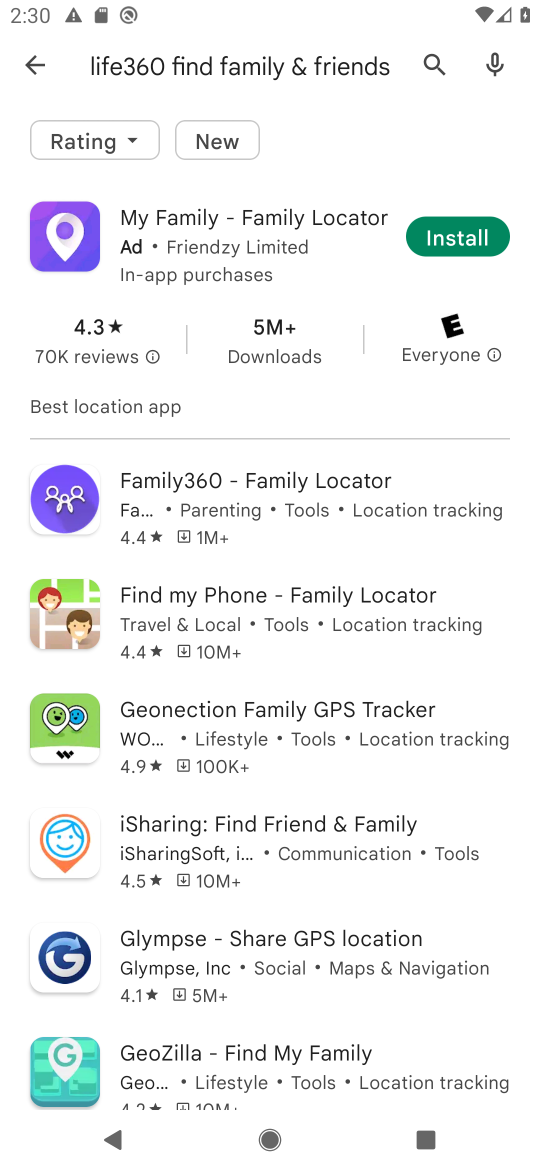 2:30
life360 find family & friends
Rating
New
My Family - Family Locator
Ad • Friendzy Limited
In-app purchases
Install
4.3★
70K reviews
5M+
Downloads
E
Everyone
Best location app
Family360 - Family Locator
Fa... • Parenting • Tools • Location tracking
4.4★ 1M+
Find my Phone - Family Locator
Travel & Local • Tools • Location tracking
4.4★ 10M+
Geonection Family GPS Tracker
WO... • Lifestyle • Tools • Location tracking
4.9★ 100K+
iSharing: Find Friend & Family
iSharingSoft, i... • Communication • Tools
4.5★ 10M+
Glympse - Share GPS location
Glympse, Inc • Social • Maps & Navigation
4.1★ 5M+
GeoZilla - Find My Family
Geo... • Lifestyle • Tools • Location tracking
4.2★ 10M+